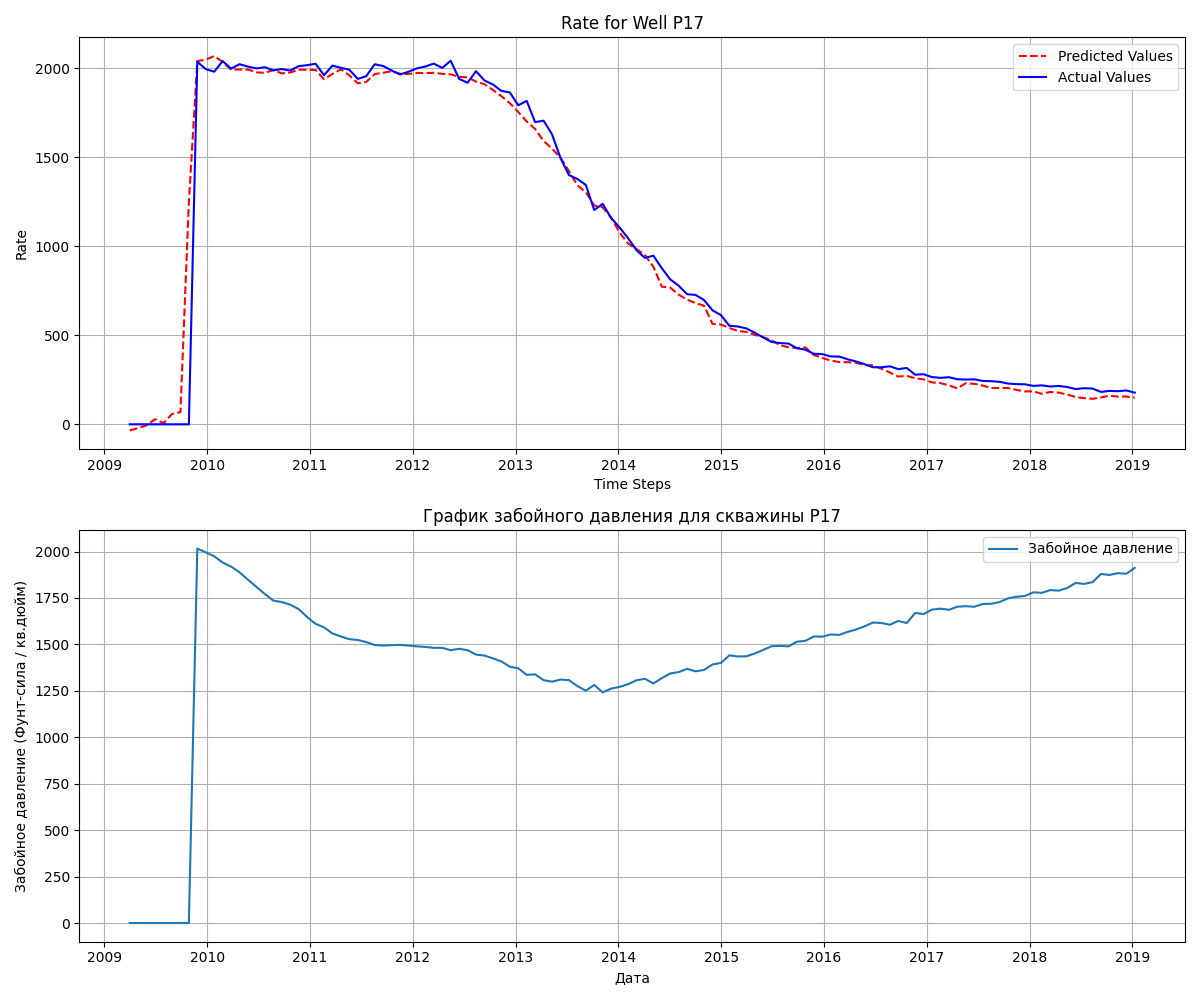 Rate for Well P17
Predicted Values
Actual Values
Rate
2000
1500
1000
500
0
2009 2010 2011 2012 2013 2014 2015 2016 2017 2018 2019
Time Steps
График забойного давления для скважины P17
Забойное давление
Забойное давление (Фунт-сила / кв.дюйм)
2000
1750
1500
1250
1000
750
500
250
0
2009 2010 2011 2012 2013 2014 2015 2016 2017 2018 2019
Дата